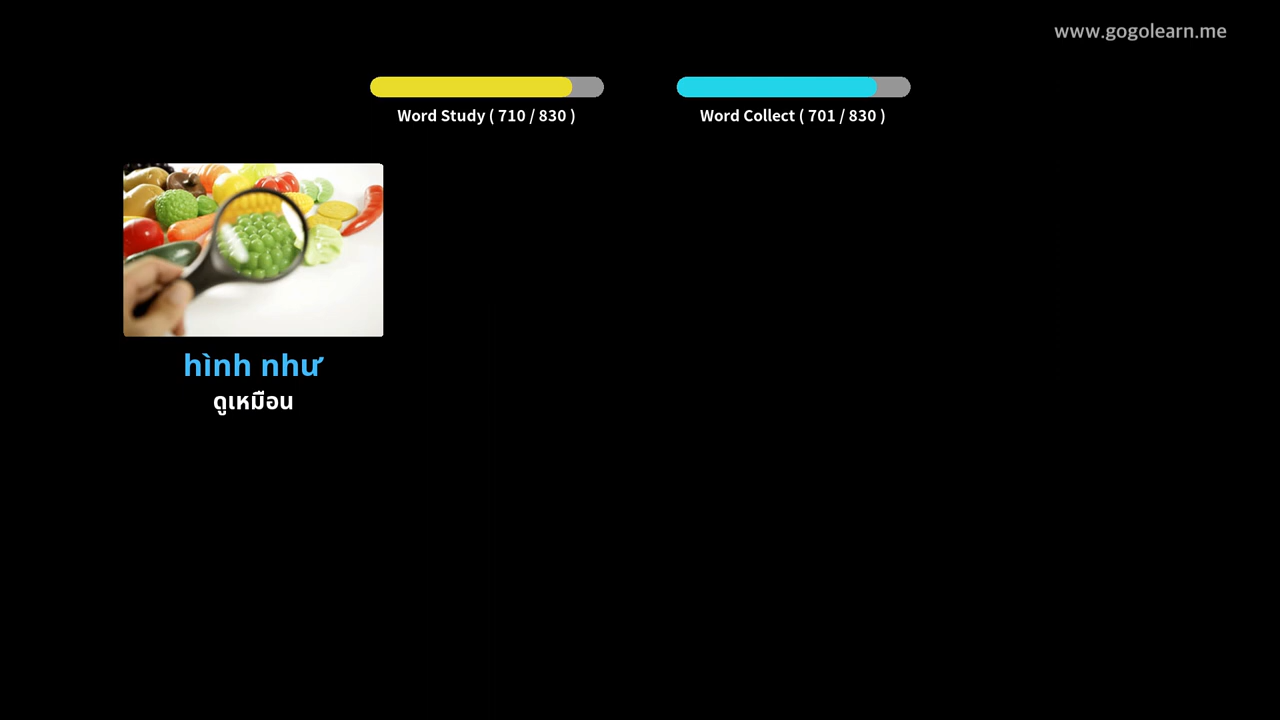 www.gogolearn.me
Word Study ( 710 / 830 )
Word Collect ( 701 / 830 )
hình như
ดูเหมือน